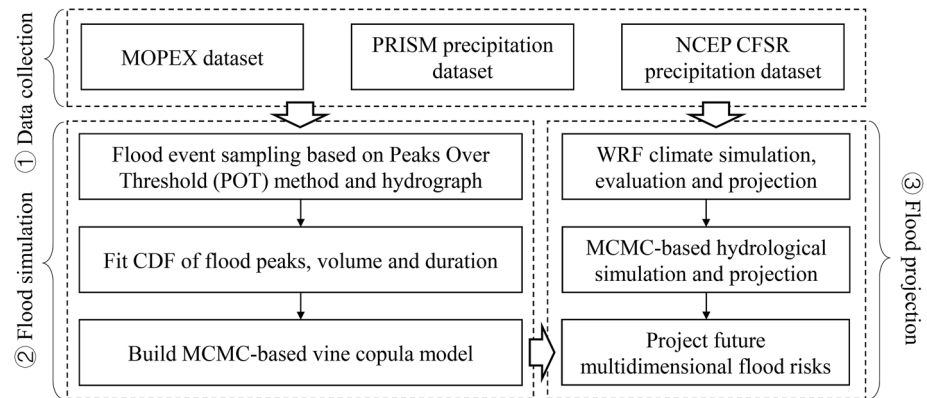 ① Data collection
MOPEX dataset
PRISM precipitation
dataset
NCEP CFSR
precipitation dataset
② Flood simulation
Flood event sampling based on Peaks Over
Threshold (POT) method and hydrograph
Fit CDF of flood peaks, volume and duration
Build MCMC-based vine copula model
WRF climate simulation,
evaluation and projection
MCMC-based hydrological
simulation and projection
Project future
multidimensional flood risks
③ Flood projection